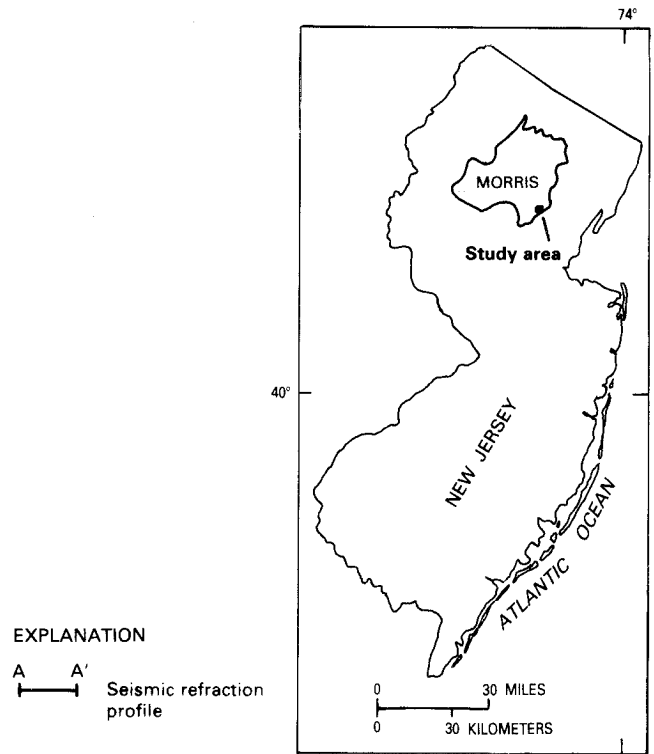 74°
MORRIS
Study area
40°
NEW JERSEY
ATLANTIC OCEAN
EXPLANATION
A A'
Seismic refraction
profile
0 30 MILES
0 30 KILOMETERS